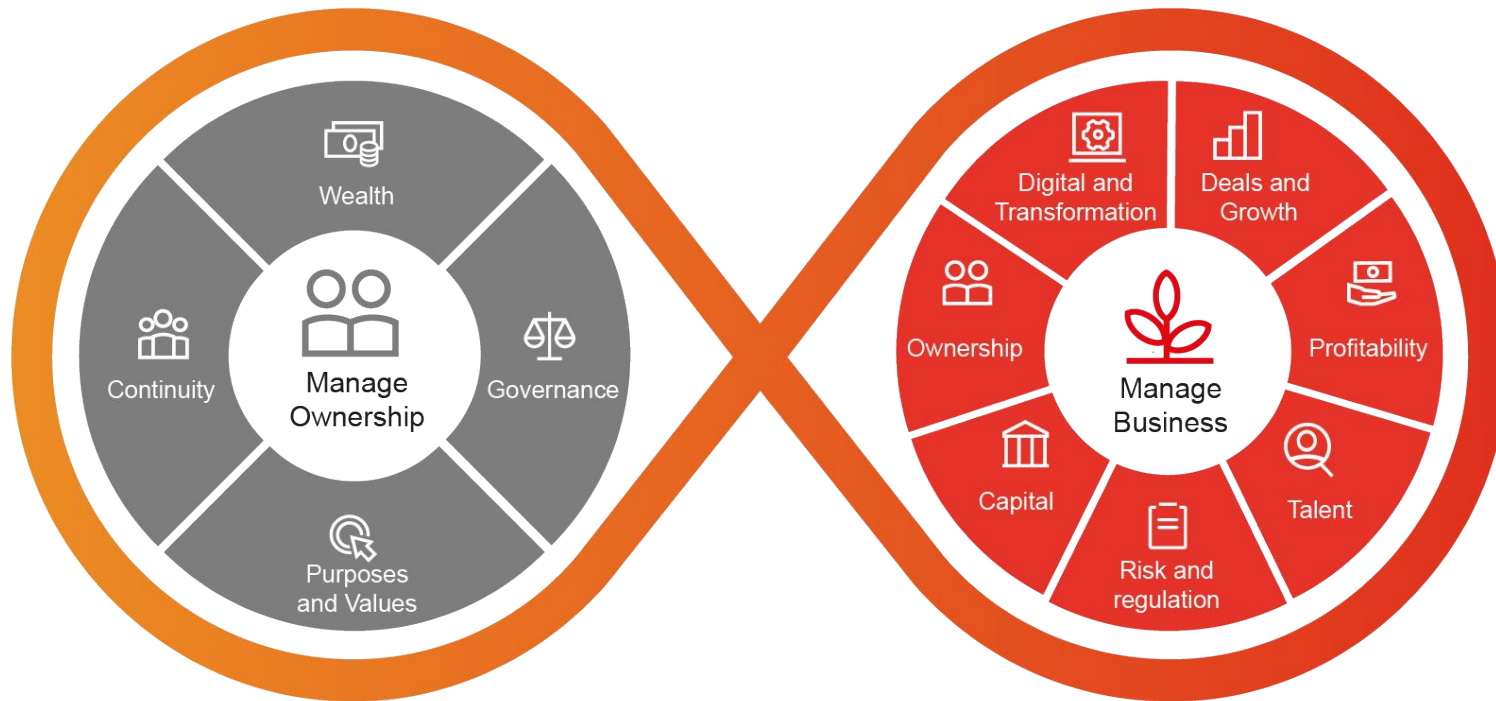 Wealth
Continuity
Manage
Ownership
Governance
Purposes
and Values
Digital and
Transformation
Deals and
Growth
Ownership
Profitability
Manage
Business
Capital
Talent
Risk and
regulation